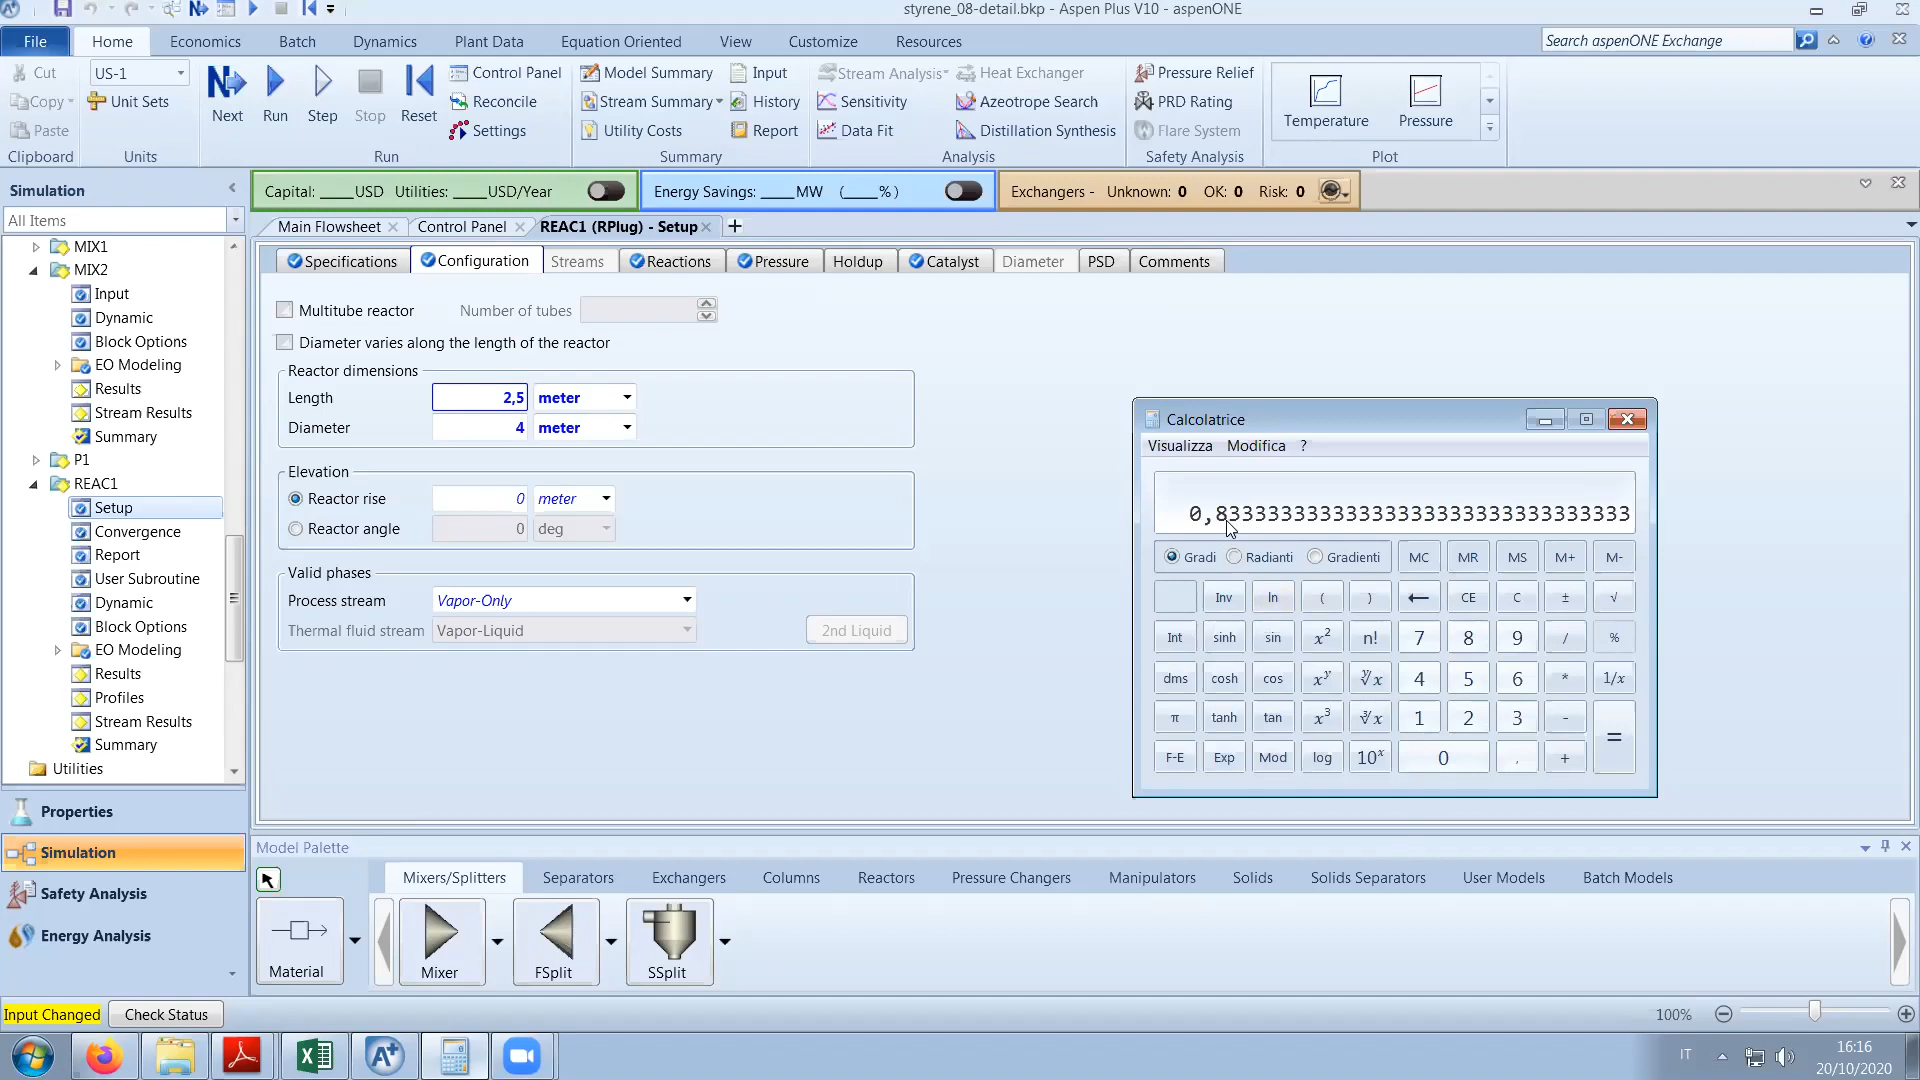 styrene_08-detail.bkp - Aspen Plus V10 - aspenONE
File Home Economics Batch Dynamics Plant Data Equation Oriented View Customize Resources Search aspenONE Exchange
Cut US-1 Control Panel Model Summary Input Stream Analysis Heat Exchanger Pressure Relief
Copy Unit Sets Reconcile Stream Summary History Sensitivity Azeotrope Search PRD Rating
Next Run Step Stop Reset Temperature Pressure
Paste Settings Utility Costs Report Data Fit Distillation Synthesis Flare System
Clipboard Units Run Summary Analysis Safety Analysis Plot
Simulation
Capital: ____USD Utilities: ____USD/Year
Energy Savings: ____MW (____%)
Exchangers - Unknown: 0 OK: 0 Risk: 0
All Items
Main Flowsheet Control Panel REAC1 (RPlug) - Setup +
MIX1
MIX2
Input
Dynamic
Block Options
EO Modeling
Results
Stream Results
Summary
P1
REAC1
Setup
Convergence
Report
User Subroutine
Dynamic
Block Options
EO Modeling
Results
Profiles
Stream Results
Summary
Utilities
Properties
Simulation
Safety Analysis
Energy Analysis
Specifications Configuration Streams Reactions Pressure Holdup Catalyst Diameter PSD Comments
Multitube reactor Number of tubes
Diameter varies along the length of the reactor
Reactor dimensions
Length 2,5 meter
Diameter 4 meter
Elevation
Reactor rise 0 meter
Reactor angle 0 deg
Valid phases
Process stream Vapor-Only
Thermal fluid stream Vapor-Liquid 2nd Liquid
Calcolatrice
Visualizza Modifica ?
0,83333333333333333333333333333333
Gradi Radianti Gradienti MC MR MS M+ M-
Inv ln ( ) ← CE C ± √
Int sinh sin x² n! 7 8 9 / %
dms cosh cos xʸ ʸ√x 4 5 6 * 1/x
π tanh tan x³ ³√x 1 2 3 - =
F-E Exp Mod log 10ˣ 0 , +
Model Palette
Mixers/Splitters Separators Exchangers Columns Reactors Pressure Changers Manipulators Solids Solids Separators User Models Batch Models
Material Mixer FSplit SSplit
Input Changed Check Status 100%
IT 16:16
20/10/2020